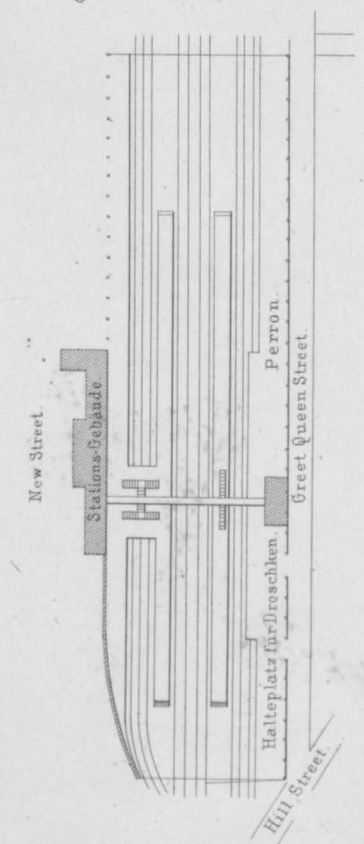 New Street.
Stations-Gebäude.
Perron.
Greet Queen Street.
Halteplatz für Droschken.
Hill Street.